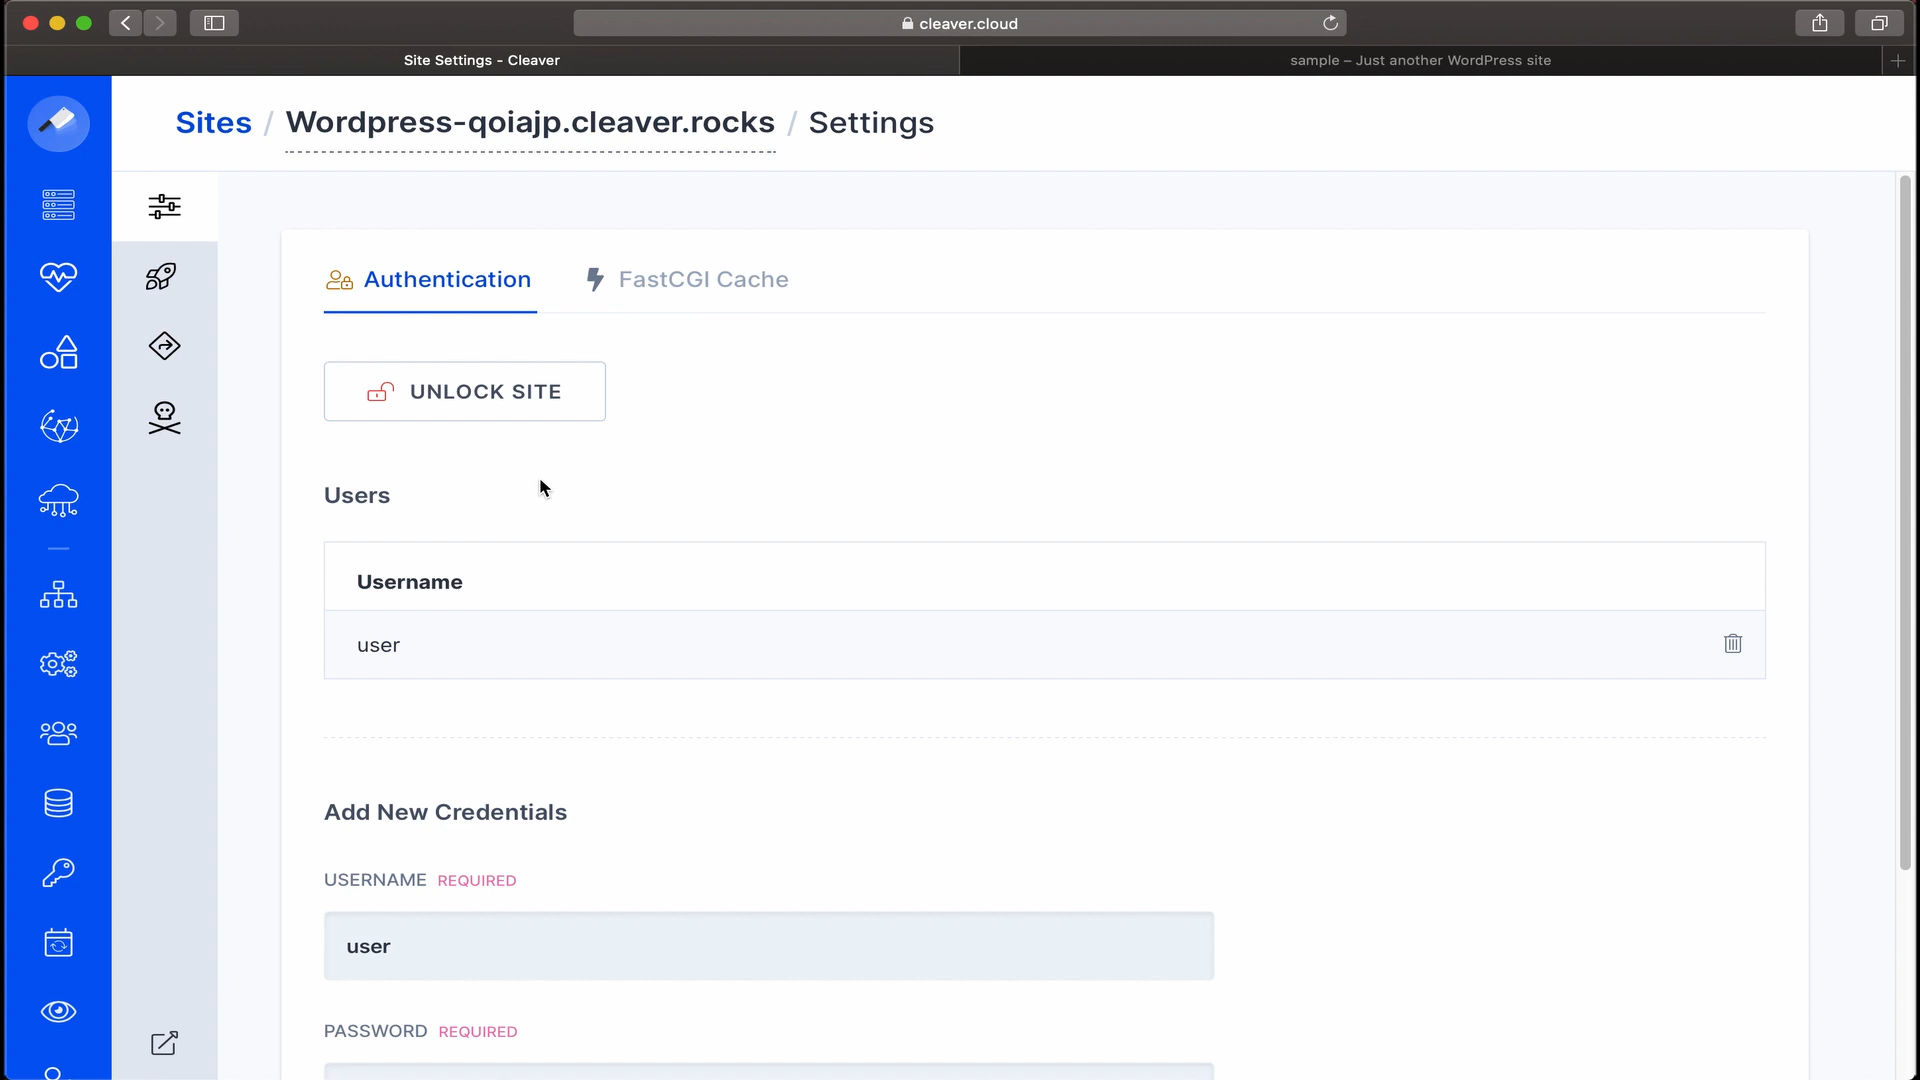 cleaver.cloud
Site Settings - Cleaver
sample – Just another WordPress site
Sites / Wordpress-qoiajp.cleaver.rocks / Settings
Authentication
FastCGI Cache
UNLOCK SITE
Users
Username
user
Add New Credentials
USERNAME REQUIRED
user
PASSWORD REQUIRED